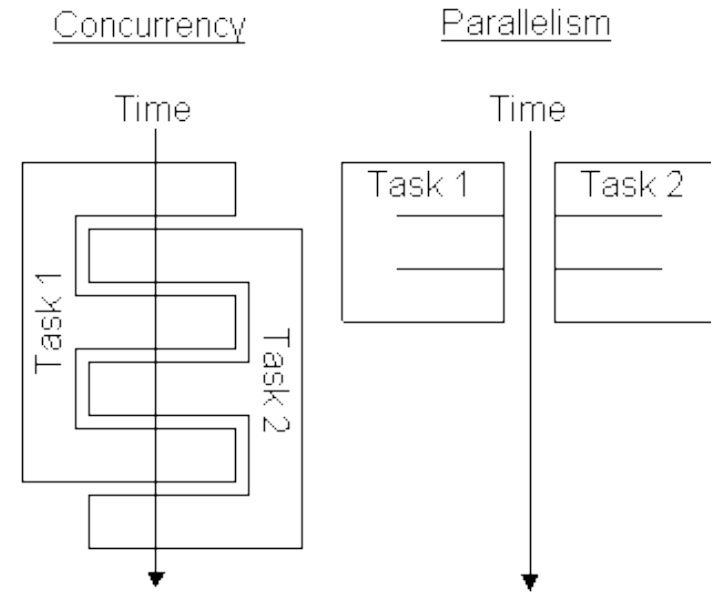 Concurrency
Time
Task 1
Task 2
Parallelism
Time
Task 1
Task 2